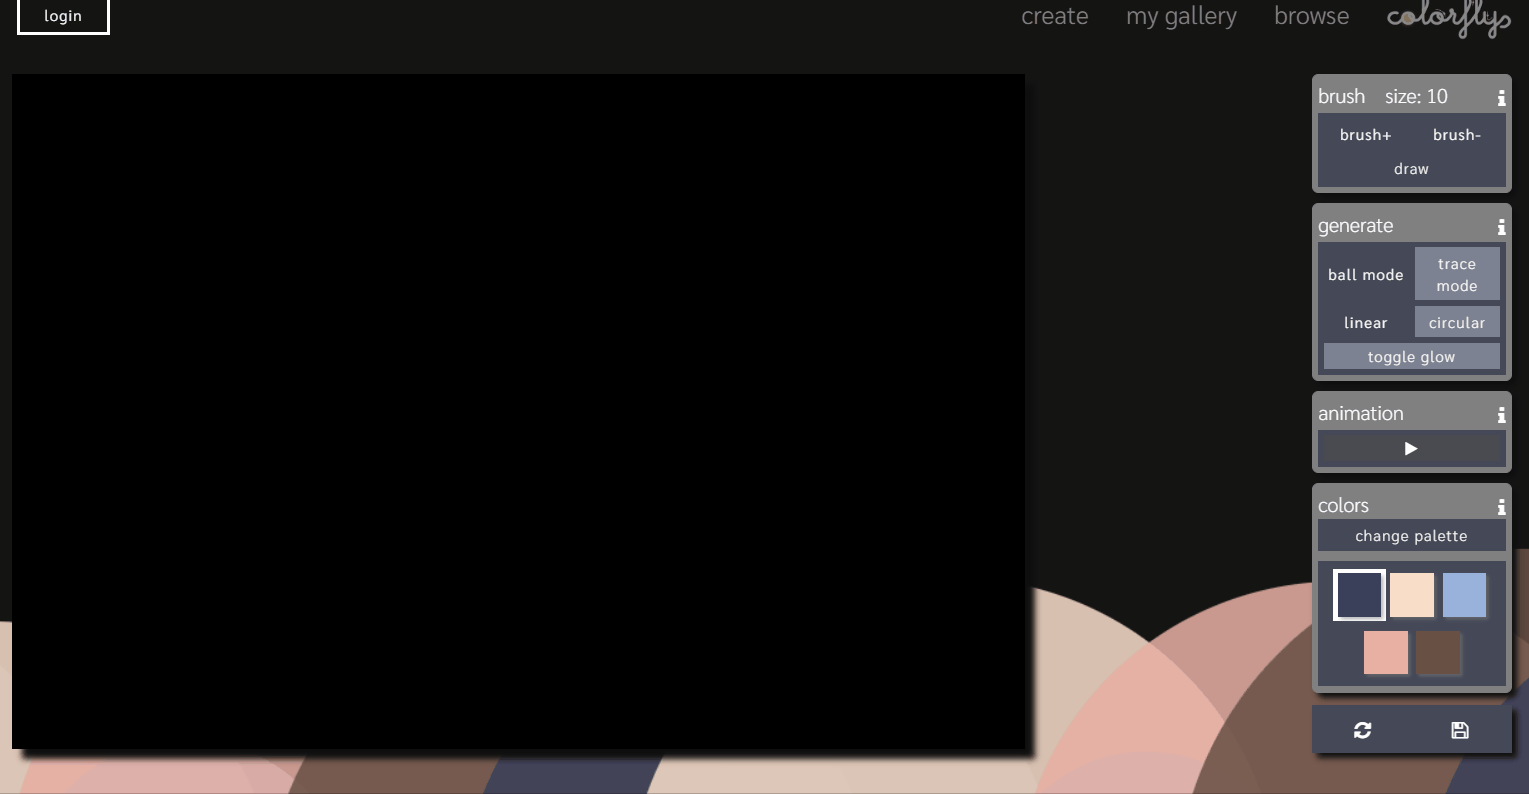 login
create my gallery browse colorflys
brush size: 10
brush+ brush-
draw
generate
ball mode trace mode
linear circular
toggle glow
animation
colors
change palette